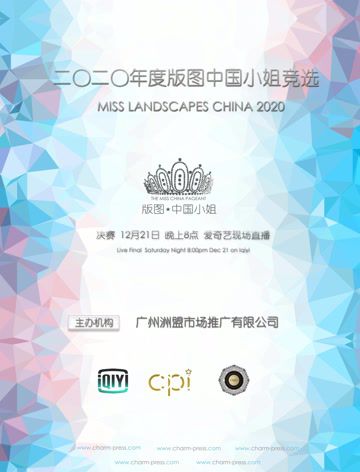 二〇二〇年度版图中国小姐竞选
MISS LANDSCAPES CHINA 2020
THE MISS CHINA PAGEANT
版图•中国小姐
决赛 12月21日 晚上8点 爱奇艺现场直播
Live Final Saturday Night 8:00pm Dec 21 on Iqiyi
主办机构 广州洲盟市场推广有限公司
iQIYI cpi
www.charm-press.com www.charm-press.com www.charm-press.com
www.charm-press.com www.charm-press.com